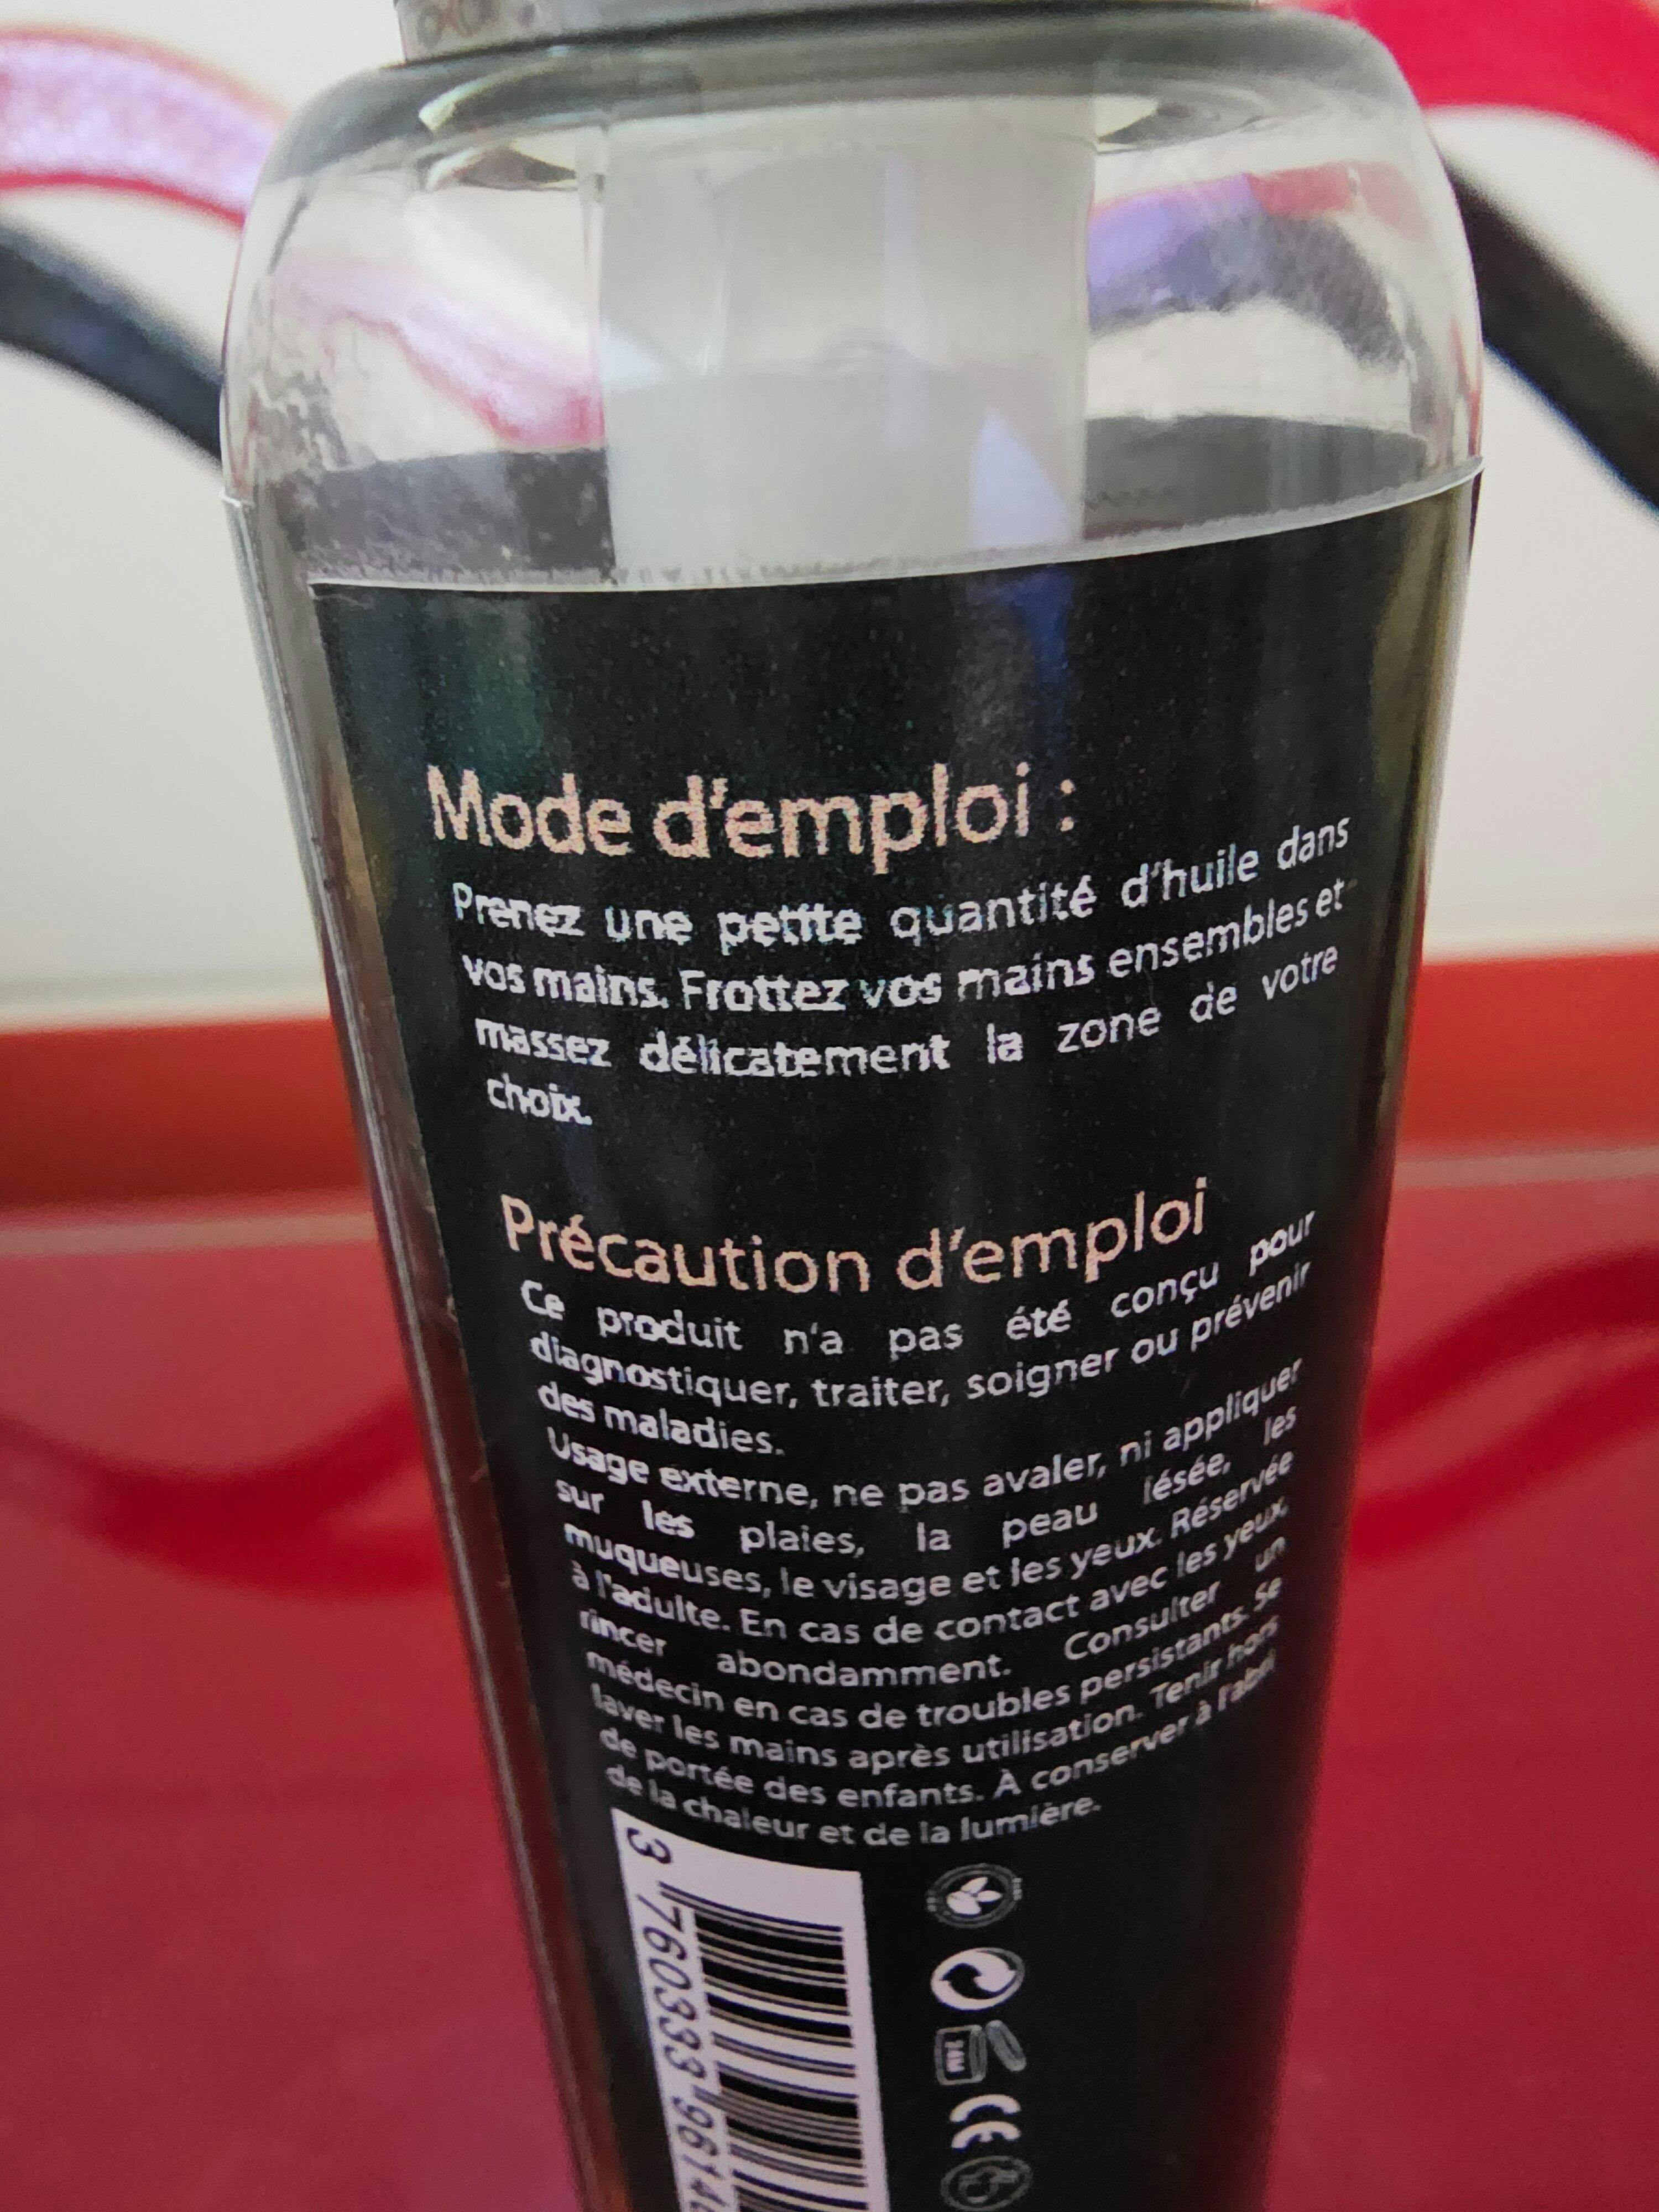 Mode d'emploi :
Prenez une petite quantité d'huile dans
vos mains. Frottez vos mains ensembles et
massez délicatement la zone de votre
choix.
Précaution d'emploi
Ce produit n'a pas été conçu pour
diagnostiquer, traiter, soigner ou prévenir
des maladies.
Usage externe, ne pas avaler, ni appliquer
sur les plaies, la peau lésée, les
muqueuses, le visage et les yeux. Réservée
à l'adulte. En cas de contact avec les yeux,
rincer abondamment. Consulter un
médecin en cas de troubles persistants. Se
laver les mains après utilisation. Tenir hors
de portée des enfants. À conserver à l'abri
de la chaleur et de la lumière.
3 760333 9614
24M
CE